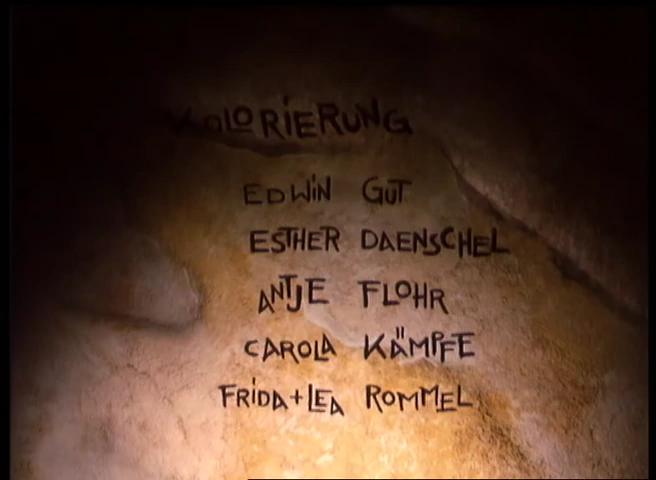 KOLORIERUNG
EDWIN GUT
ESTHER DAENSCHEL
ANTJE FLOHR
CAROLA KÄMPFE
FRIDA+LEA ROMMEL